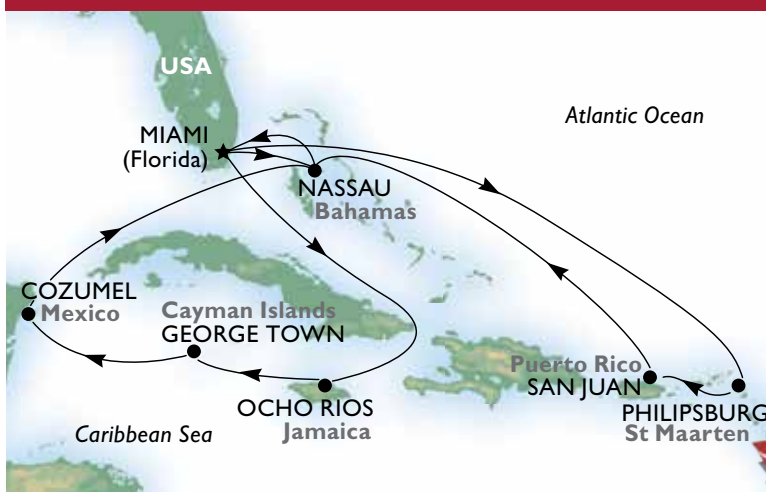 USA
Atlantic Ocean
MIAMI
(Florida)
NASSAU
Bahamas
COZUMEL
Mexico
Cayman Islands
GEORGE TOWN
Puerto Rico
SAN JUAN
OCHO RIOS
Jamaica
PHILIPSBURG
St Maarten
Caribbean Sea